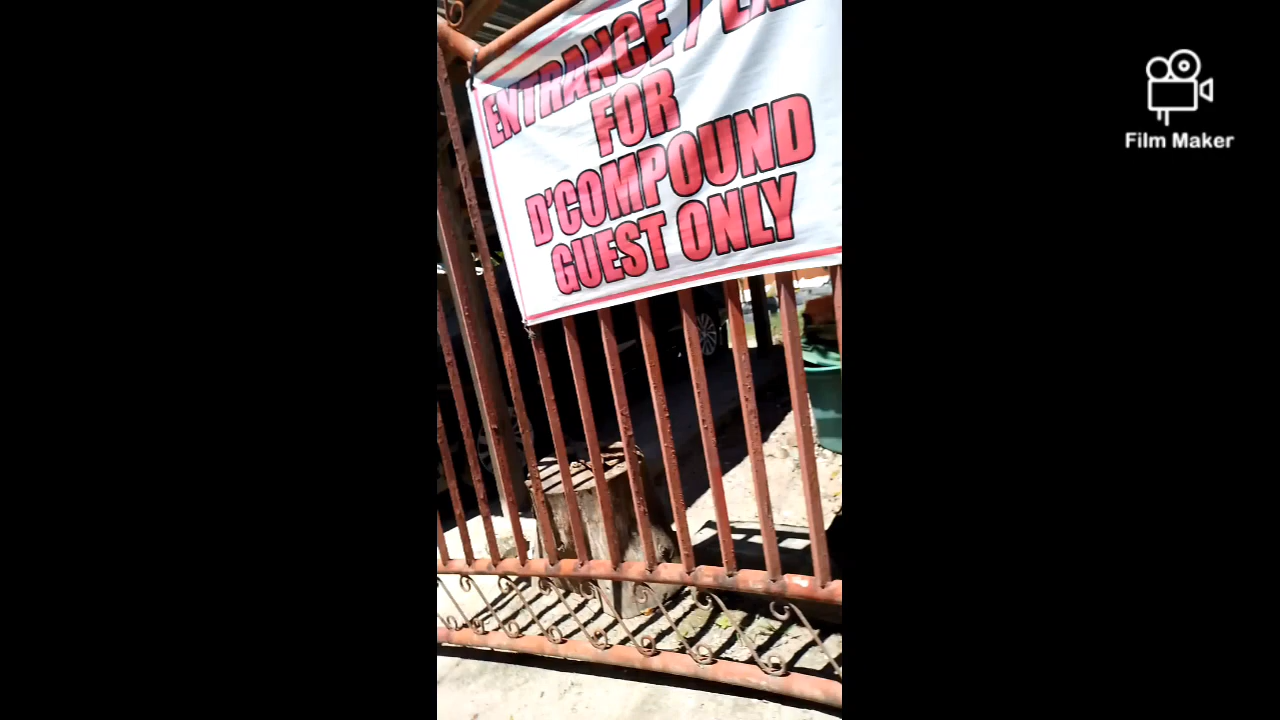 ENTRANCE /
FOR
D'COMPOUND
GUEST ONLY
Film Maker